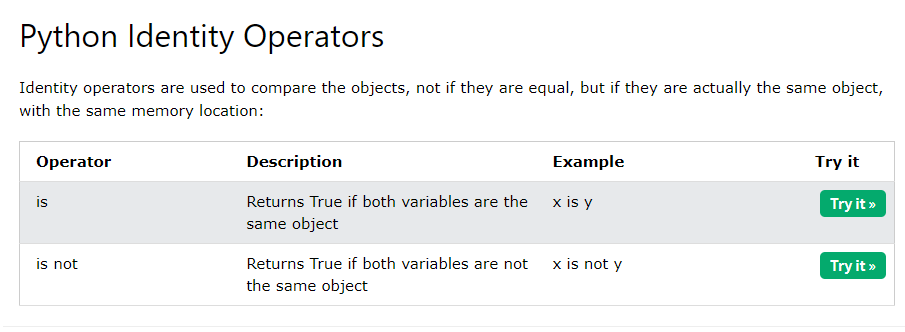 Python Identity Operators
Identity operators are used to compare the objects, not if they are equal, but if they are actually the same object,
with the same memory location:
Operator Description Example Try it
is Returns True if both variables are the same object x is y Try it »
is not Returns True if both variables are not the same object x is not y Try it »